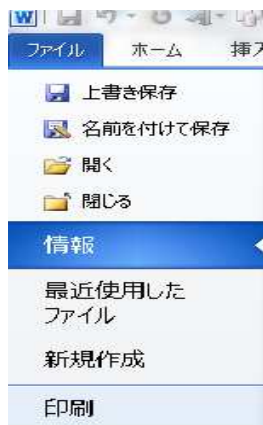 W
ファイル ホーム 挿入
上書き保存
名前を付けて保存
開く
閉じる
情報
最近使用した
ファイル
新規作成
印刷